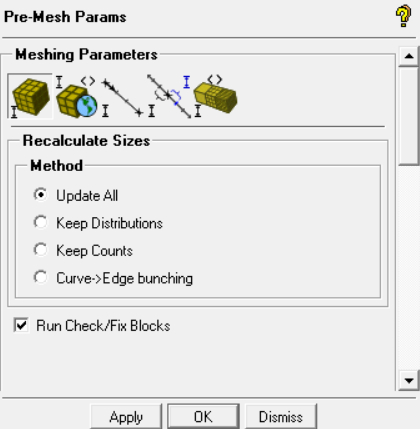 Pre-Mesh Params
Meshing Parameters
Recalculate Sizes
Method
Update All
Keep Distributions
Keep Counts
Curve->Edge bunching
Run Check/Fix Blocks
Apply OK Dismiss